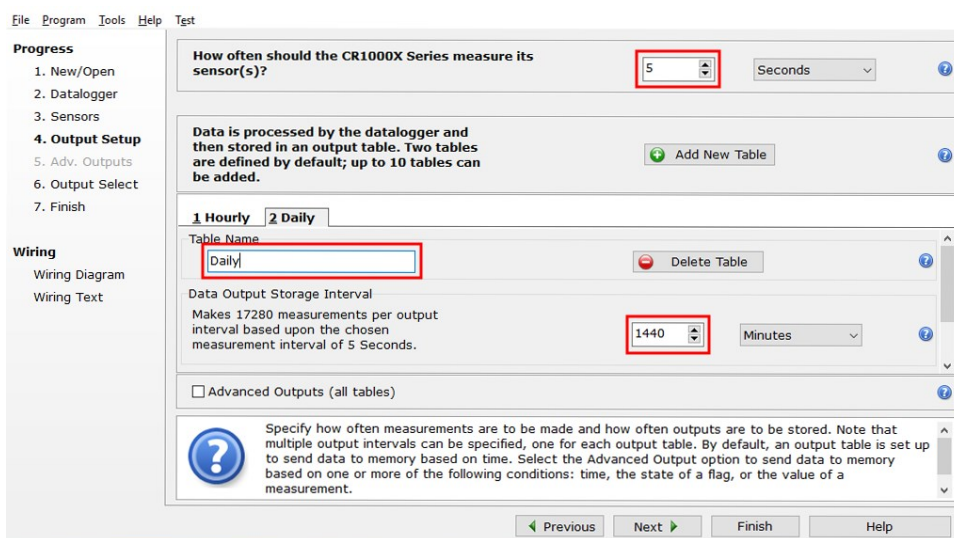 File Program Tools Help Test
Progress
1. New/Open
2. Datalogger
3. Sensors
4. Output Setup
5. Adv. Outputs
6. Output Select
7. Finish
Wiring
Wiring Diagram
Wiring Text
How often should the CR1000X Series measure its
sensor(s)?
5
Seconds
Data is processed by the datalogger and
then stored in an output table. Two tables
are defined by default; up to 10 tables can
be added.
Add New Table
1 Hourly 2 Daily
Table Name
Daily
Delete Table
Data Output Storage Interval
Makes 17280 measurements per output
interval based upon the chosen
measurement interval of 5 Seconds.
1440
Minutes
Advanced Outputs (all tables)
Specify how often measurements are to be made and how often outputs are to be stored. Note that
multiple output intervals can be specified, one for each output table. By default, an output table is set up
to send data to memory based on time. Select the Advanced Output option to send data to memory
based on one or more of the following conditions: time, the state of a flag, or the value of a
measurement.
Previous Next Finish Help